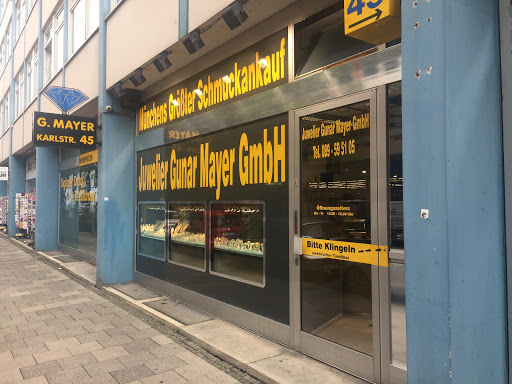 45
Münchens Größter Schmuckankauf
G. MAYER
KARLSTR. 45
MAYER
Juwelier Gunar Mayer GmbH
Juwelier Gunar Mayer GmbH
Tel. 089 - 59 51 05
Öffnungszeiten:
Bitte Klingeln